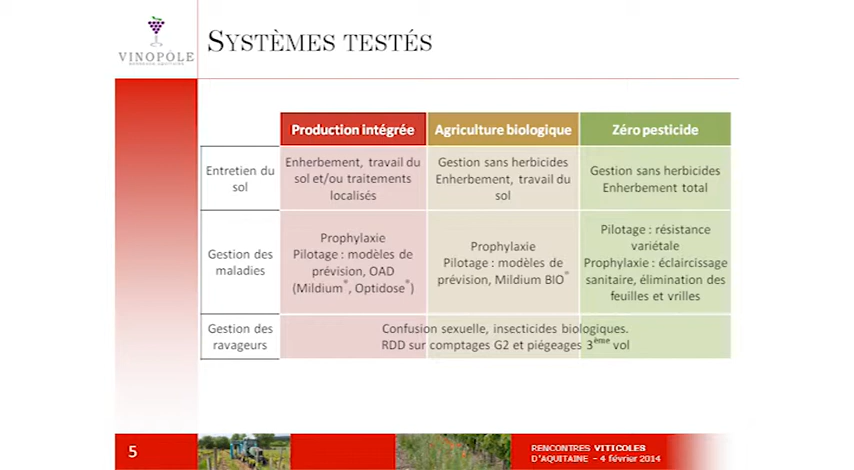 SYSTÈMES TESTÉS
VINOPÔLE
BORDEAUX AQUITAINE
Production intégrée
Agriculture biologique
Zéro pesticide
Entretien du
sol
Enherbement, travail du
sol et/ou traitements
localisés
Gestion sans herbicides
Enherbement, travail du
sol
Gestion sans herbicides
Enherbement total
Gestion des
maladies
Prophylaxie
Pilotage : modèles de
prévision, OAD
(Mildium®, Optidose®)
Prophylaxie
Pilotage : modèles de
prévision, Mildium BIO®
Pilotage : résistance
variétale
Prophylaxie : éclaircissage
sanitaire, élimination des
feuilles et vrilles
Gestion des
ravageurs
Confusion sexuelle, insecticides biologiques.
RDD sur comptages G2 et piégeages 3ème vol
5
RENCONTRES VITICOLES
D'AQUITAINE – 4 février 2014